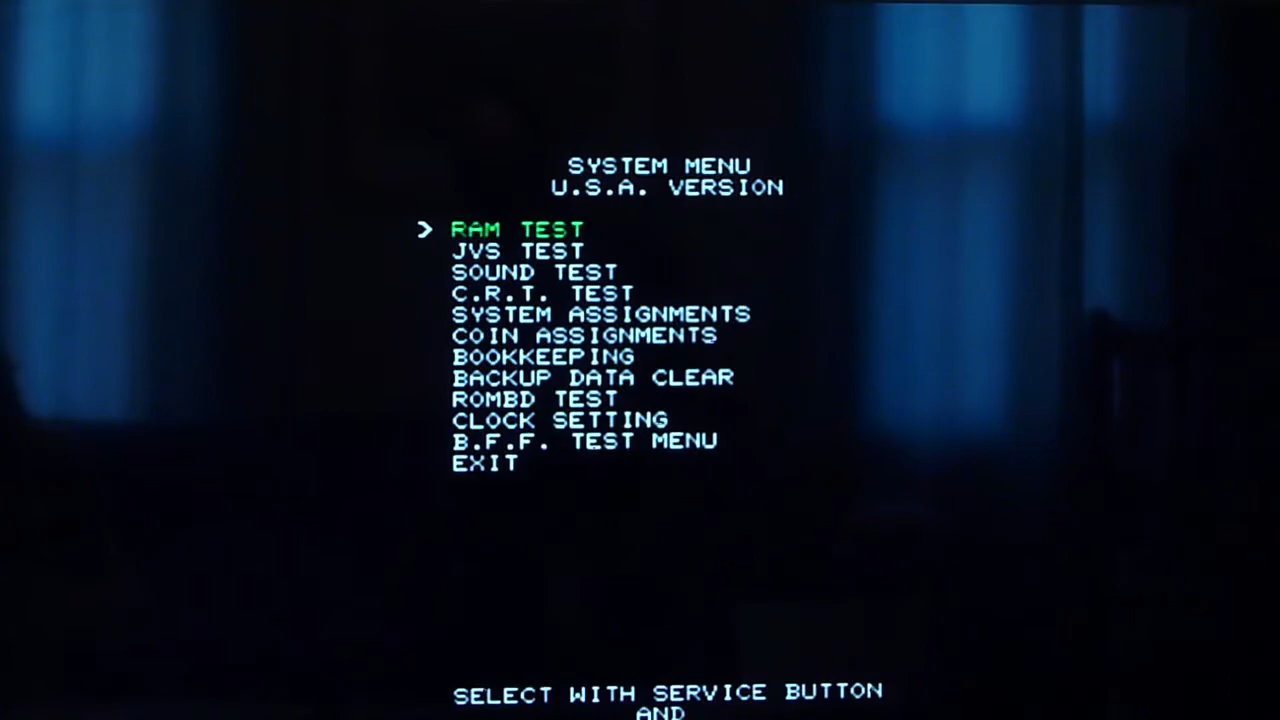 SYSTEM MENU
U.S.A. VERSION
> RAM TEST
JVS TEST
SOUND TEST
C.R.T. TEST
SYSTEM ASSIGNMENTS
COIN ASSIGNMENTS
BOOKKEEPING
BACKUP DATA CLEAR
ROMBD TEST
CLOCK SETTING
B.F.F. TEST MENU
EXIT
SELECT WITH SERVICE BUTTON
AND